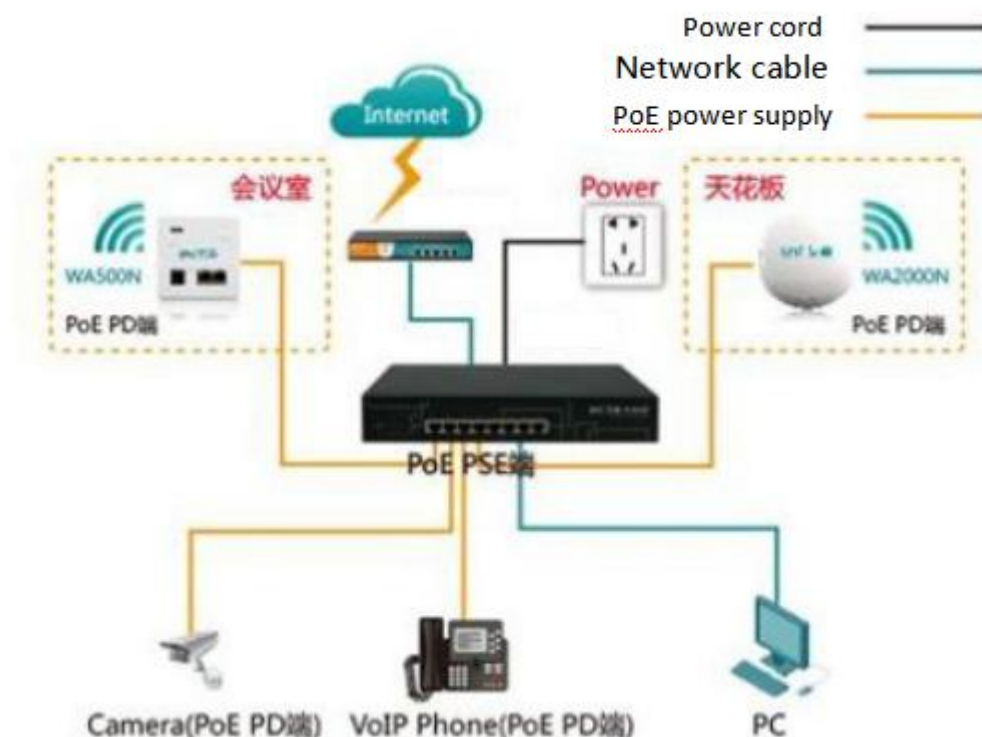 Power cord
Network cable
PoE power supply
Internet
会议室
Power
天花板
WA500N
WA2000N
PoE PD端
PoE PD端
PoE PSE端
Camera(PoE PD端)
VoIP Phone(PoE PD端)
PC